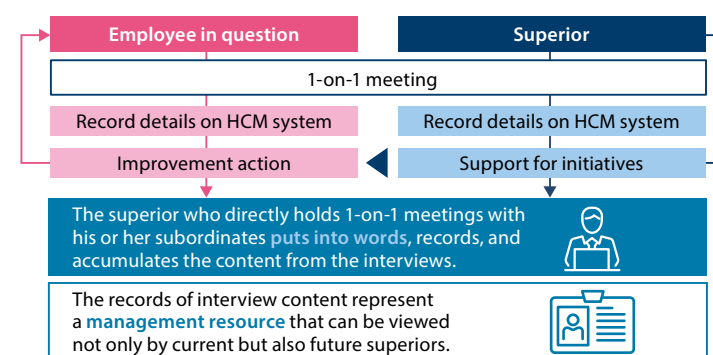 Employee in question
Superior
1-on-1 meeting
Record details on HCM system
Record details on HCM system
Improvement action
Support for initiatives
The superior who directly holds 1-on-1 meetings with
his or her subordinates puts into words, records, and
accumulates the content from the interviews.
The records of interview content represent
a management resource that can be viewed
not only by current but also future superiors.